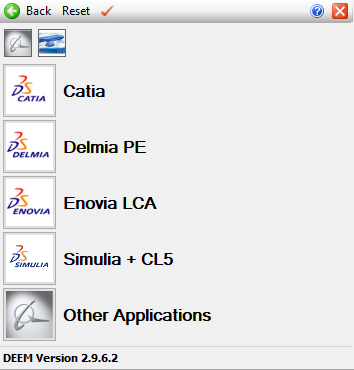 Back Reset
CATIA
Catia
DELMIA
Delmia PE
ENOVIA
Enovia LCA
SIMULIA
Simulia + CL5
Other Applications
DEEM Version 2.9.6.2